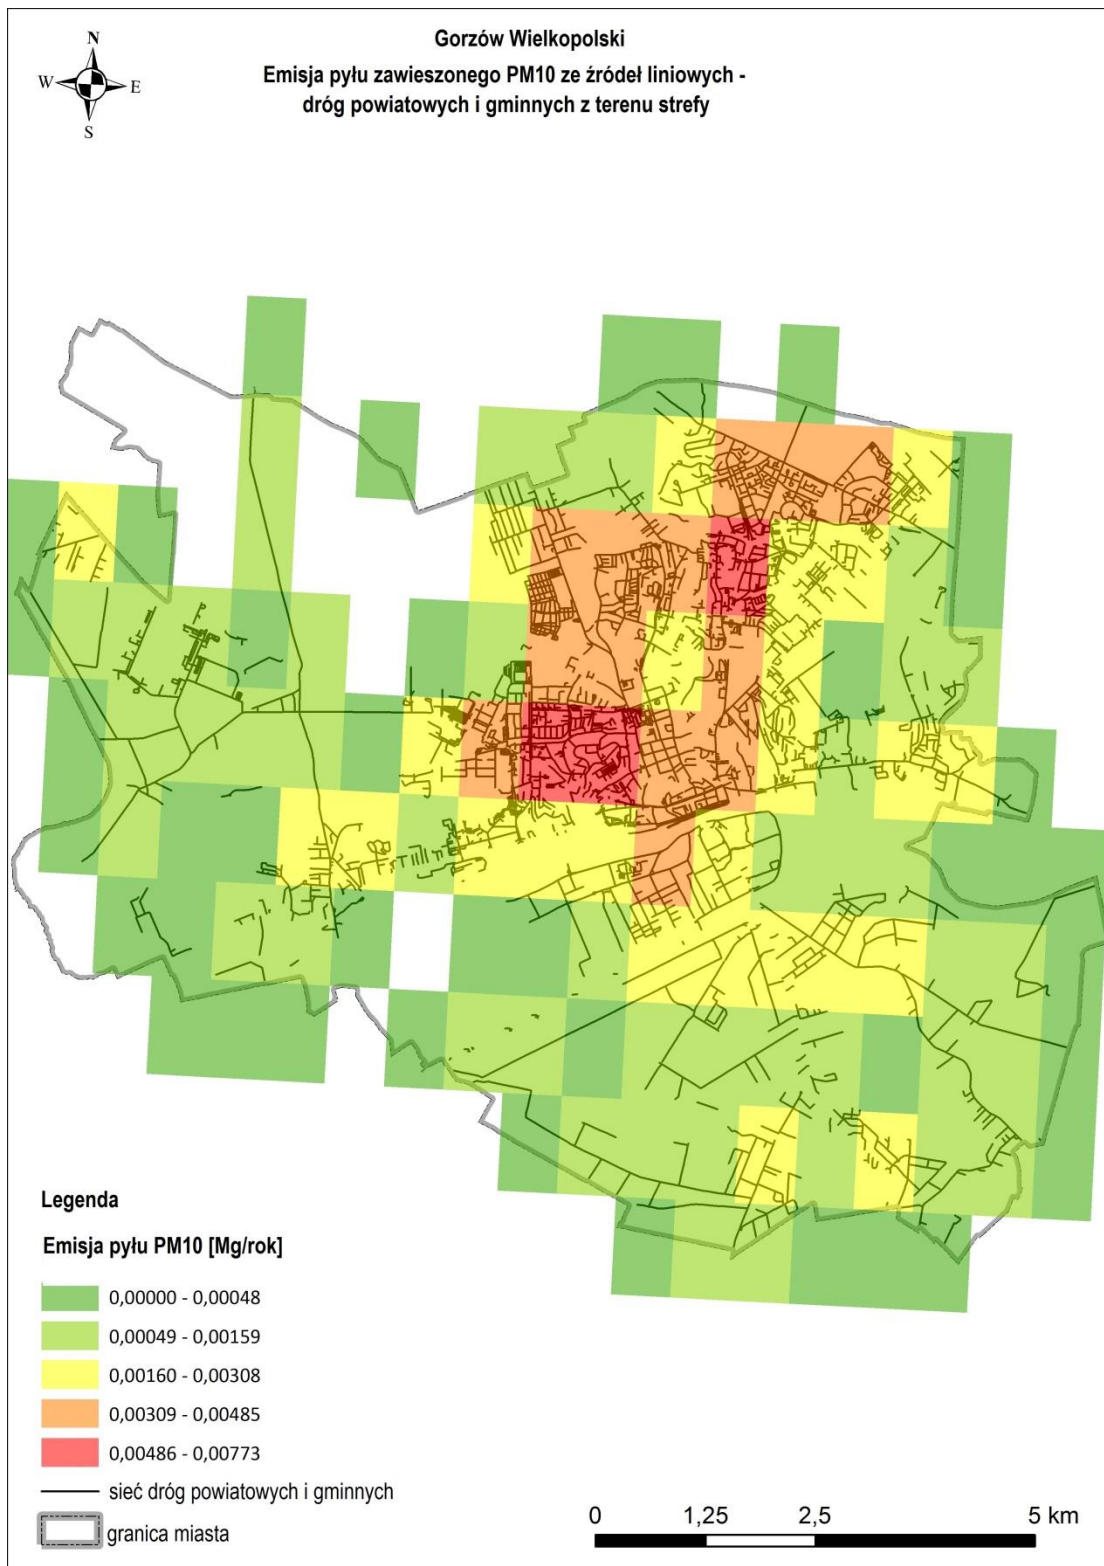 Gorzów Wielkopolski
Emisja pyłu zawieszonego PM10 ze źródeł liniowych -
dróg powiatowych i gminnych z terenu strefy
N
W E
S
Legenda
Emisja pyłu PM10 [Mg/rok]
0,00000 - 0,00048
0,00049 - 0,00159
0,00160 - 0,00308
0,00309 - 0,00485
0,00486 - 0,00773
sieć dróg powiatowych i gminnych
granica miasta
0 1,25 2,5 5 km